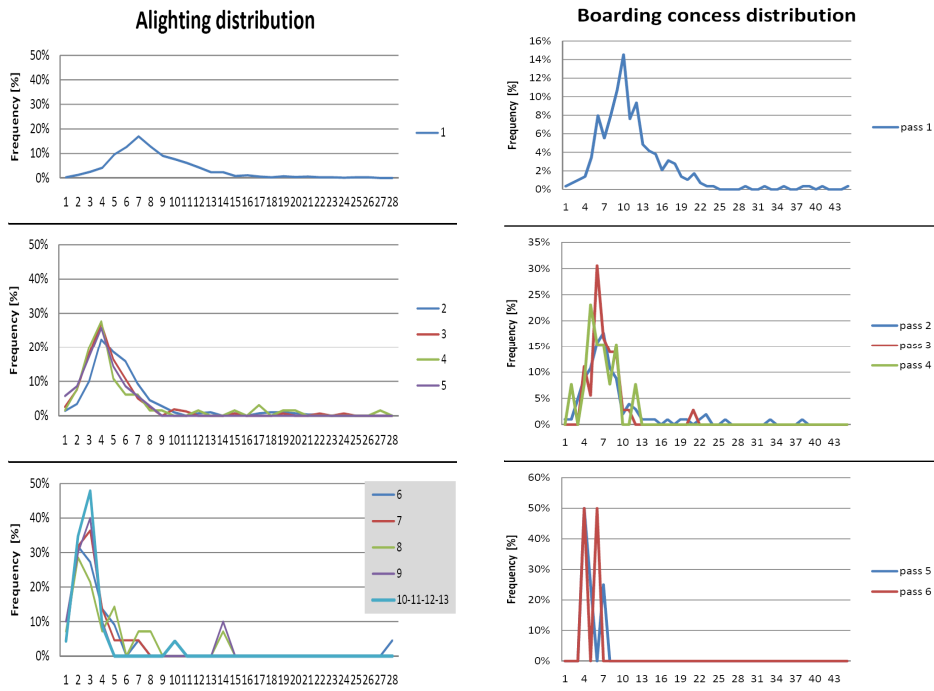 Alighting distribution
50%
40%
30%
20%
10%
0%
Frequency [%]
1 2 3 4 5 6 7 8 9 10 11 12 13 14 15 16 17 18 19 20 21 22 23 24 25 26 27 28
1
50%
40%
30%
20%
10%
0%
Frequency [%]
1 2 3 4 5 6 7 8 9 10 11 12 13 14 15 16 17 18 19 20 21 22 23 24 25 26 27 28
2
3
4
5
50%
40%
30%
20%
10%
0%
Frequency [%]
1 2 3 4 5 6 7 8 9 10 11 12 13 14 15 16 17 18 19 20 21 22 23 24 25 26 27 28
6
7
8
9
10-11-12-13
Boarding concess distribution
16%
14%
12%
10%
8%
6%
4%
2%
0%
Frequency [%]
1 4 7 10 13 16 19 22 25 28 31 34 37 40 43
pass 1
35%
30%
25%
20%
15%
10%
5%
0%
Frequency [%]
1 4 7 10 13 16 19 22 25 28 31 34 37 40 43
pass 2
pass 3
pass 4
60%
50%
40%
30%
20%
10%
0%
Frequency [%]
1 4 7 10 13 16 19 22 25 28 31 34 37 40 43
pass 5
pass 6